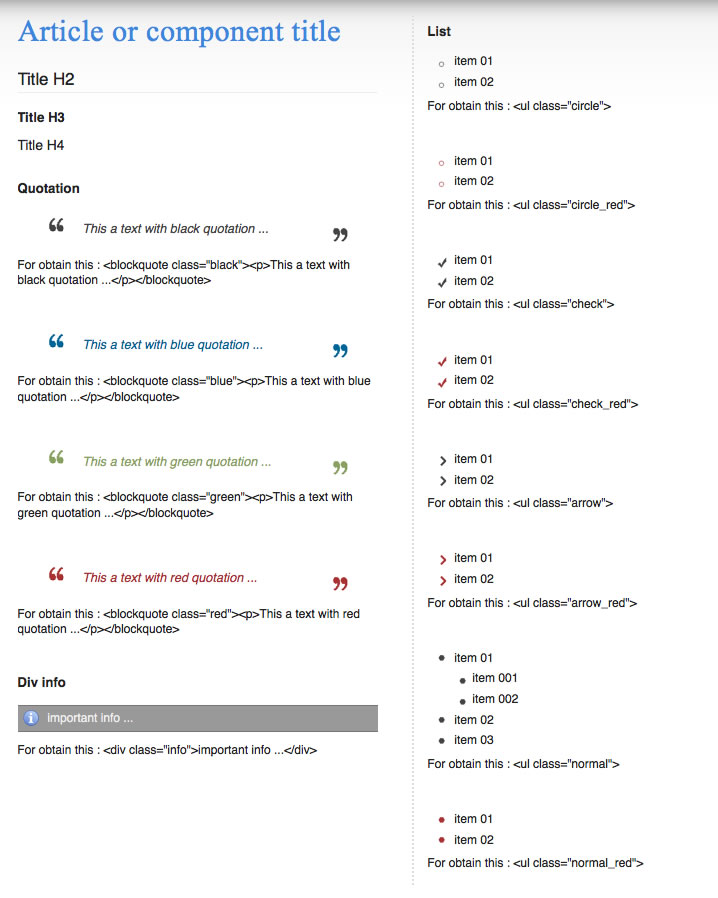 Article or component title
Title H2
Title H3
Title H4
Quotation
“ This a text with black quotation ... ”
For obtain this : <blockquote class="black"><p>This a text with
black quotation ...</p></blockquote>
“ This a text with blue quotation ... ”
For obtain this : <blockquote class="blue"><p>This a text with blue
quotation ...</p></blockquote>
“ This a text with green quotation ... ”
For obtain this : <blockquote class="green"><p>This a text with
green quotation ...</p></blockquote>
“ This a text with red quotation ... ”
For obtain this : <blockquote class="red"><p>This a text with red
quotation ...</p></blockquote>
Div info
important info ...
For obtain this : <div class="info">important info ...</div>
List
item 01
item 02
For obtain this : <ul class="circle">
item 01
item 02
For obtain this : <ul class="circle_red">
item 01
item 02
For obtain this : <ul class="check">
item 01
item 02
For obtain this : <ul class="check_red">
item 01
item 02
For obtain this : <ul class="arrow">
item 01
item 02
For obtain this : <ul class="arrow_red">
item 01
item 001
item 002
item 02
item 03
For obtain this : <ul class="normal">
item 01
item 02
For obtain this : <ul class="normal_red">